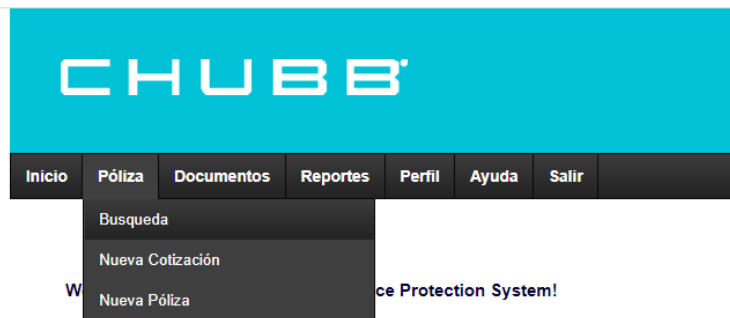 CHUBB
Inicio Póliza Documentos Reportes Perfil Ayuda Salir
Busqueda
Nueva Cotización
W ce Protection System!
Nueva Póliza